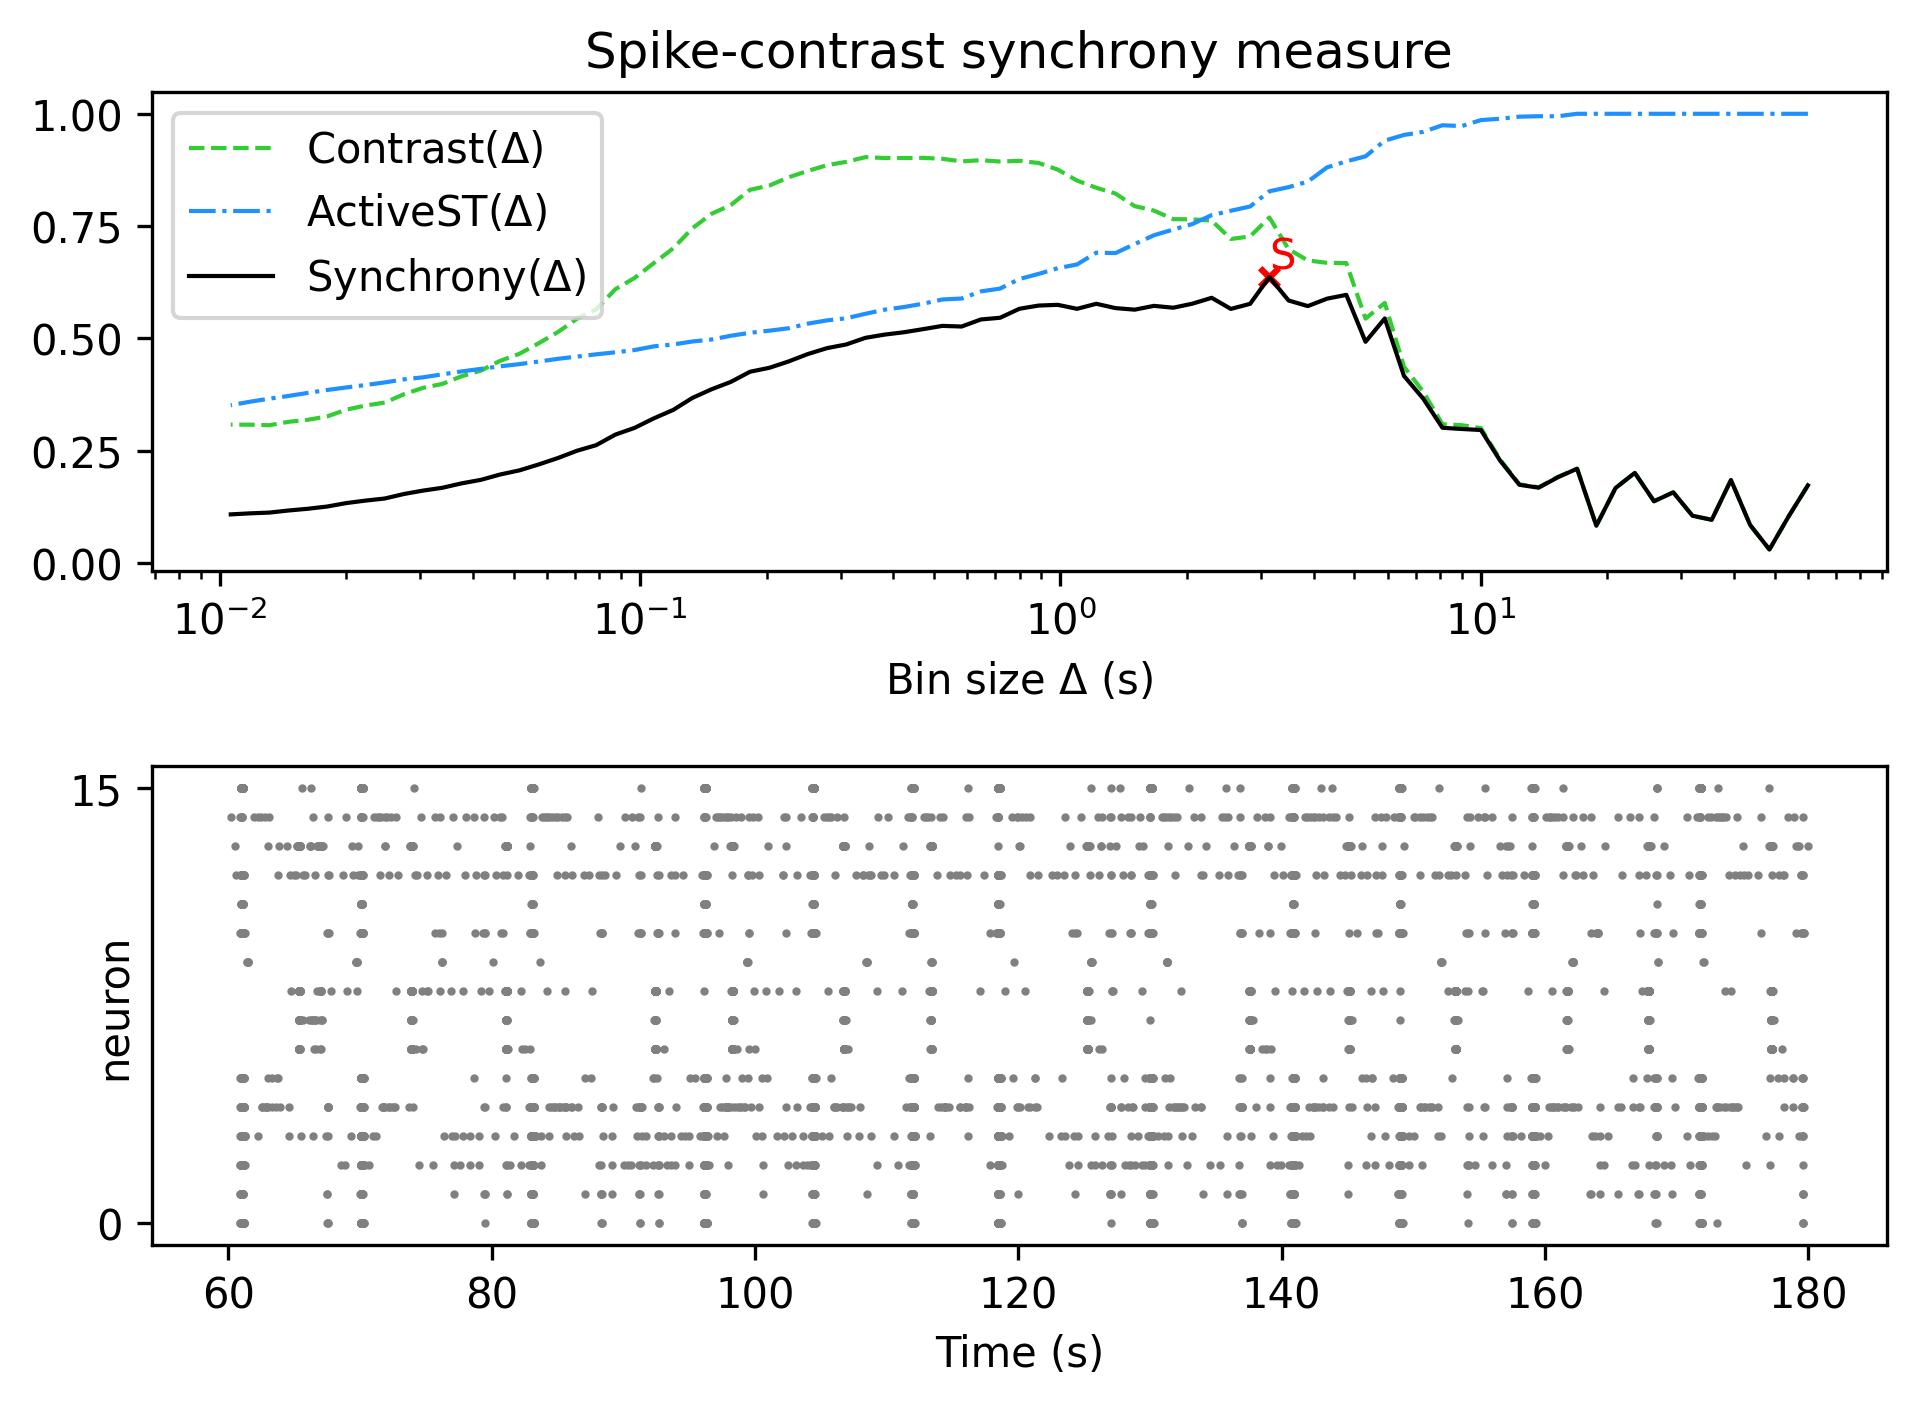 Spike-contrast synchrony measure
1.00
0.75
0.50
0.25
0.00
Contrast(Δ)
ActiveST(Δ)
Synchrony(Δ)
S
10⁻² 10⁻¹ 10⁰ 10¹
Bin size Δ (s)
15
0
neuron
60 80 100 120 140 160 180
Time (s)